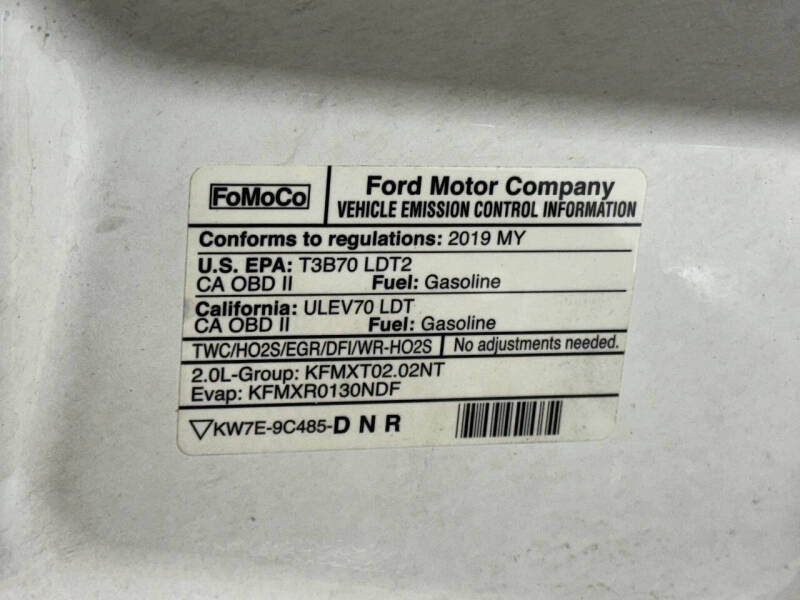 FoMoCo
Ford Motor Company
VEHICLE EMISSION CONTROL INFORMATION
Conforms to regulations: 2019 MY
U.S. EPA: T3B70 LDT2
CA OBD II Fuel: Gasoline
California: ULEV70 LDT
CA OBD II Fuel: Gasoline
TWC/HO2S/EGR/DFI/WR-HO2S No adjustments needed.
2.0L-Group: KFMXT02.02NT
Evap: KFMXR0130NDF
KW7E-9C485-D N R